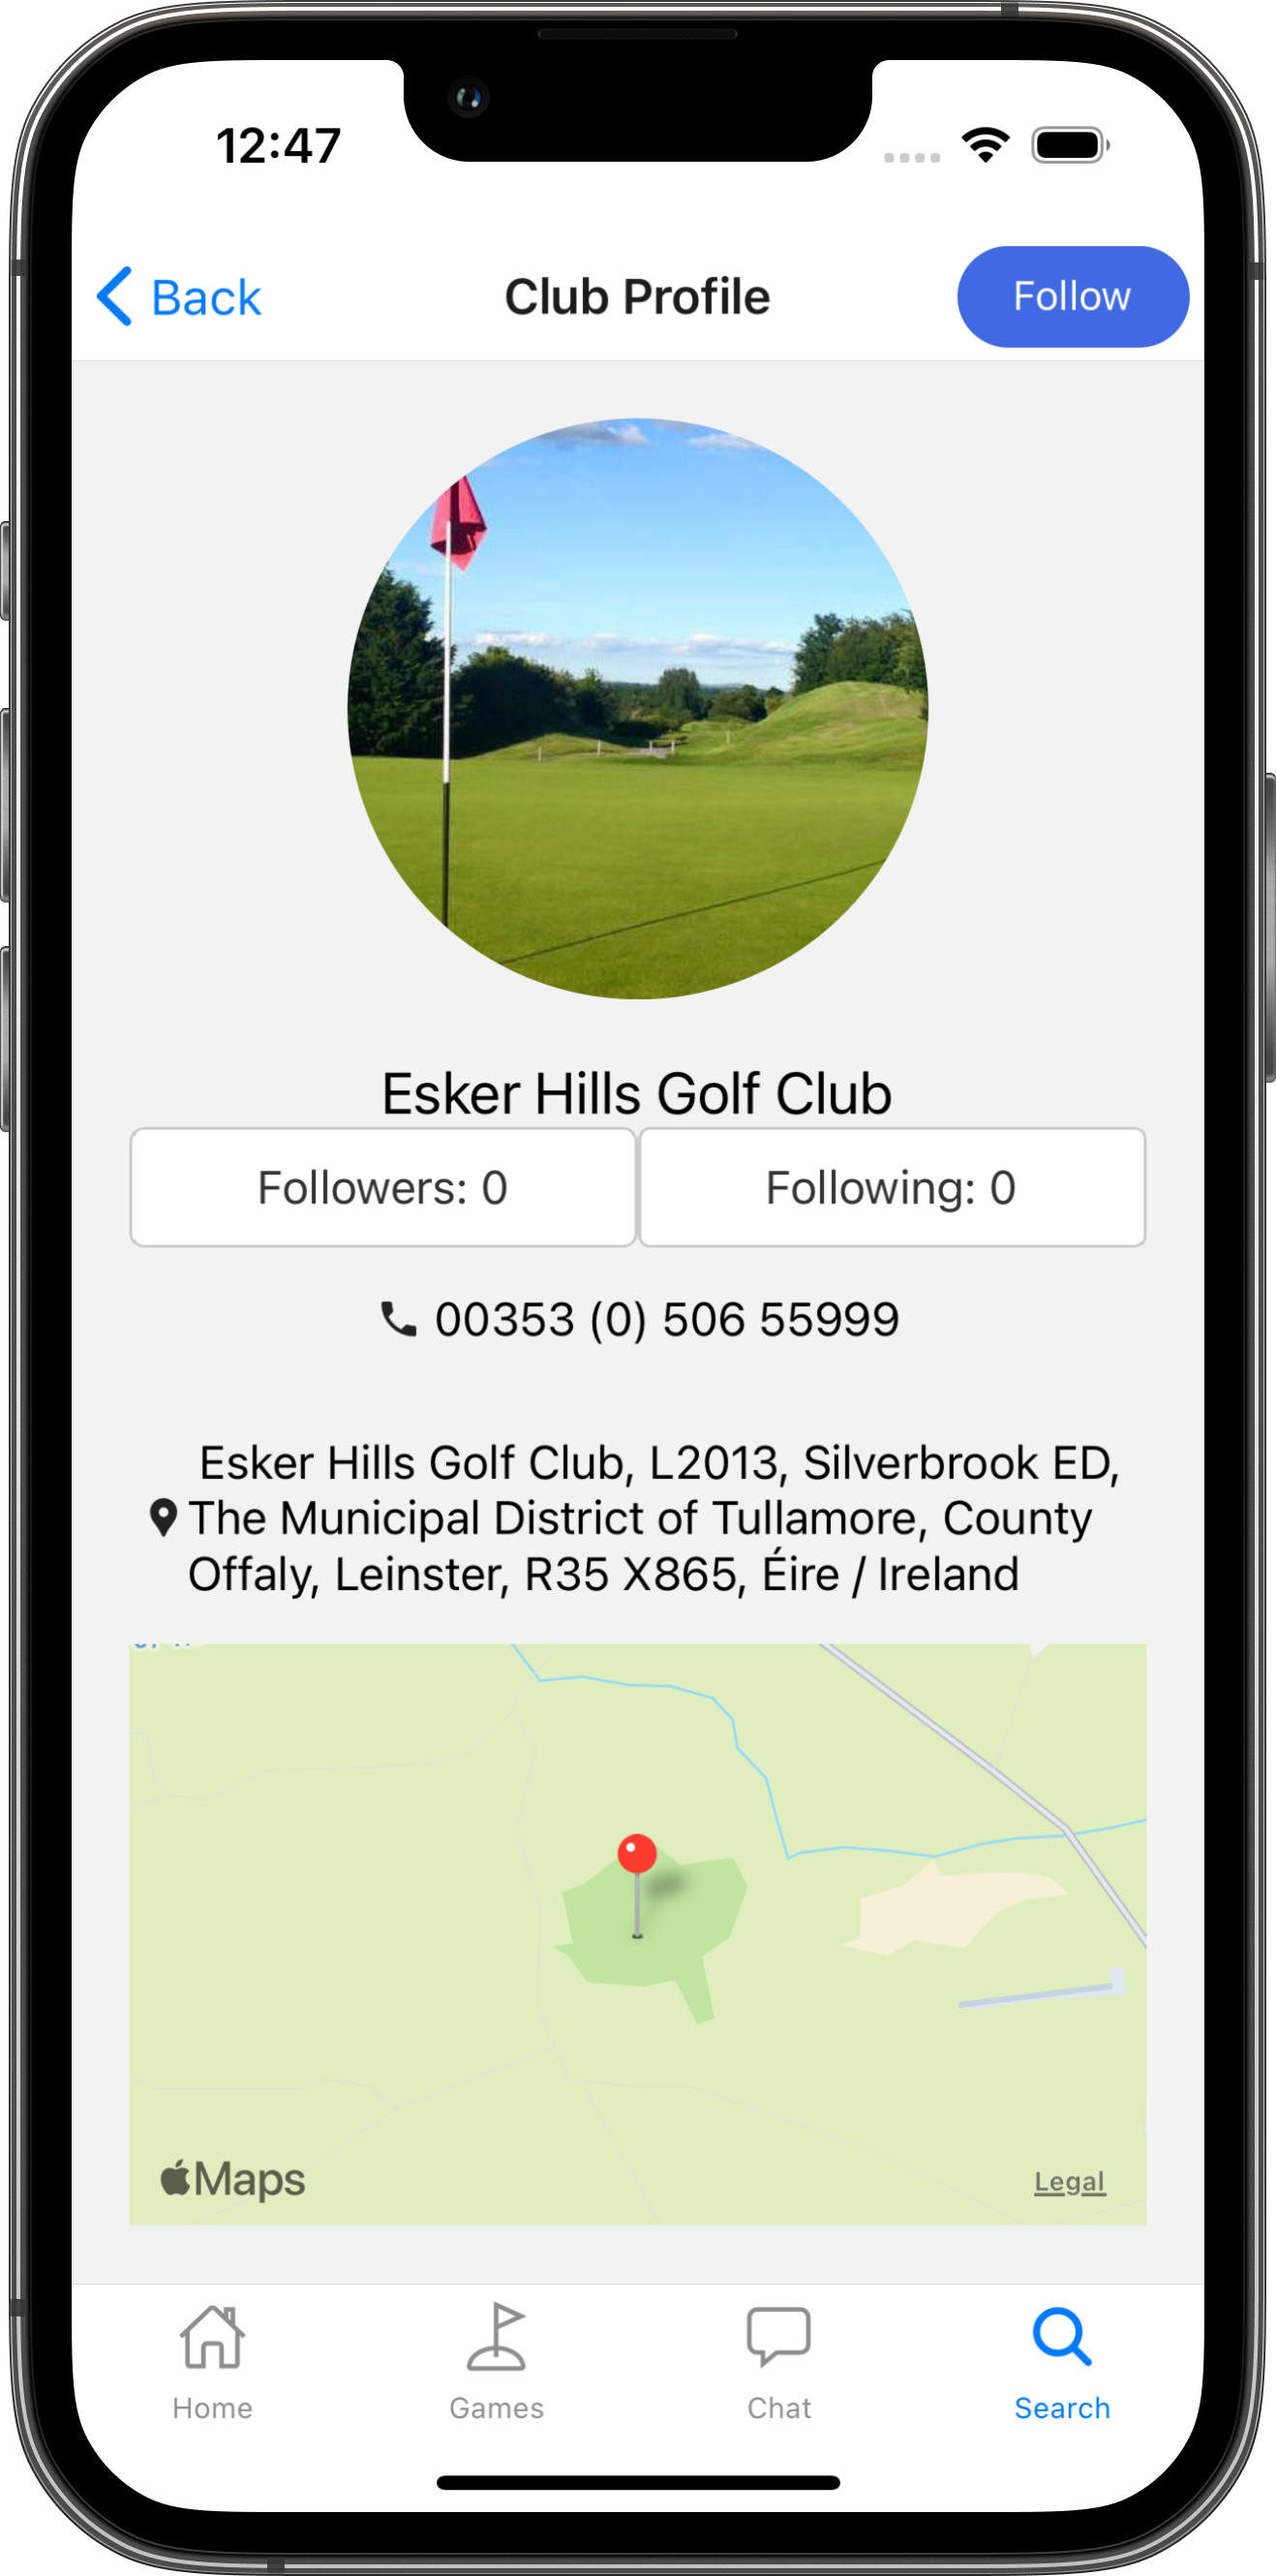 12:47
Back
Club Profile
Follow
Esker Hills Golf Club
Followers: 0
Following: 0
00353 (0) 506 55999
Esker Hills Golf Club, L2013, Silverbrook ED,
The Municipal District of Tullamore, County
Offaly, Leinster, R35 X865, Éire / Ireland
Maps
Legal
Home
Games
Chat
Search